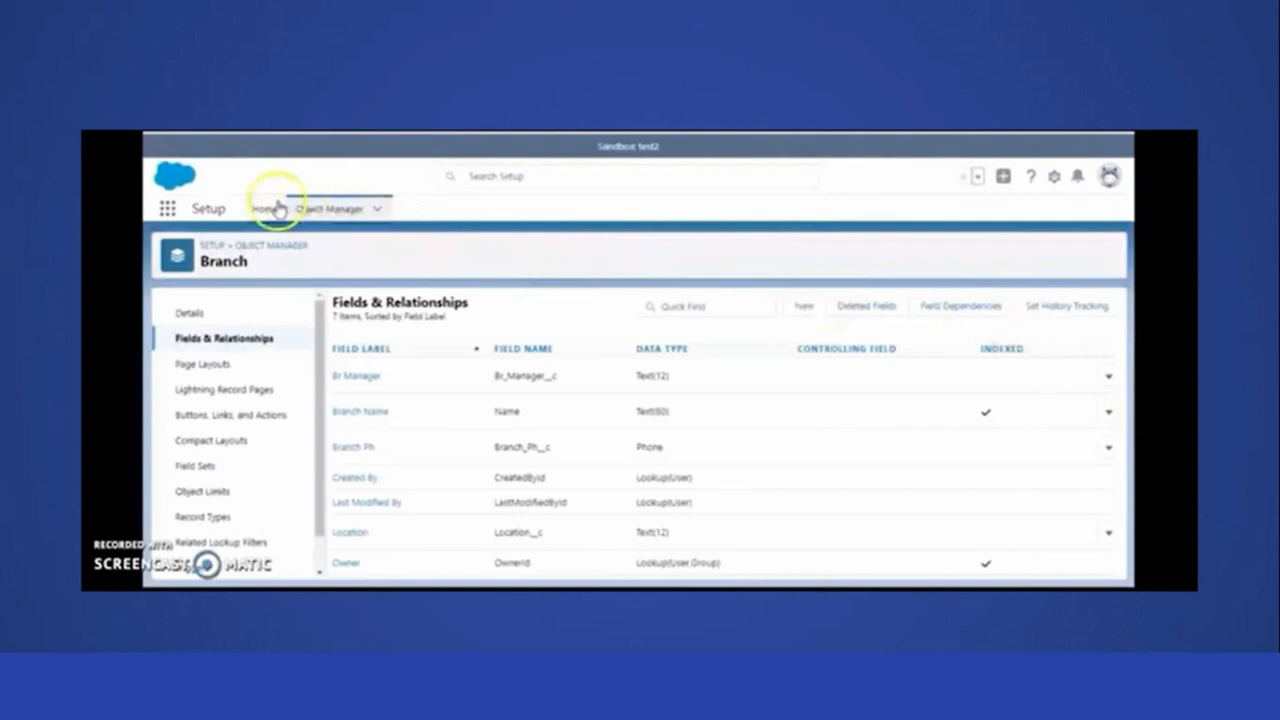 Sandbox: test2
Search Setup
Setup
Home
Object Manager
SETUP > OBJECT MANAGER
Branch
Details
Fields & Relationships
Page Layouts
Lightning Record Pages
Buttons, Links, and Actions
Compact Layouts
Field Sets
Object Limits
Record Types
Related Lookup Filters
Fields & Relationships
7 Items, Sorted by Field Label
Quick Find
New
Deleted Fields
Field Dependencies
Set History Tracking
FIELD LABEL FIELD NAME DATA TYPE CONTROLLING FIELD INDEXED
Br Manager Br_Manager__c Text(12)
Branch Name Name Text(80)
Branch Ph Branch_Ph__c Phone
Created By CreatedById Lookup(User)
Last Modified By LastModifiedById Lookup(User)
Location Location__c Text(12)
Owner OwnerId Lookup(User,Group)
RECORDED WITH
SCREENCAST MATIC